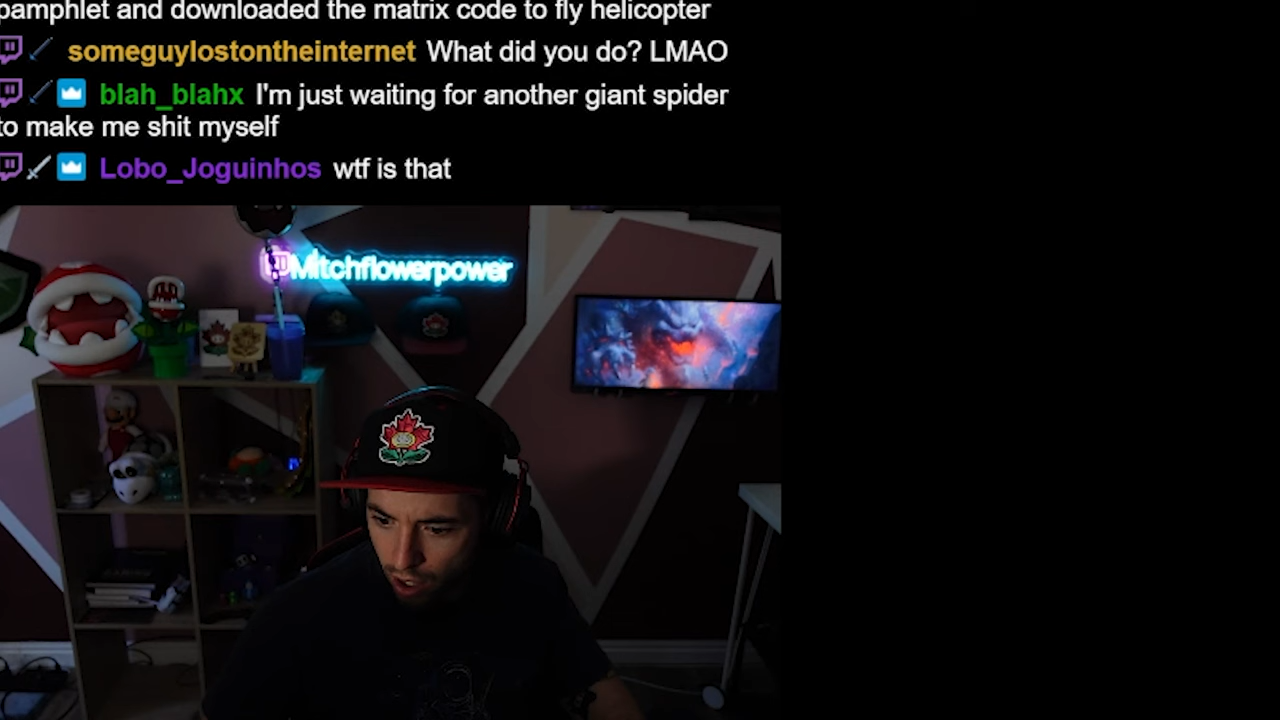 pamphlet and downloaded the matrix code to fly helicopter
someguylostontheinternet What did you do? LMAO
blah_blahx I'm just waiting for another giant spider
to make me shit myself
Lobo_Joguinhos wtf is that
Mitchflowerpower